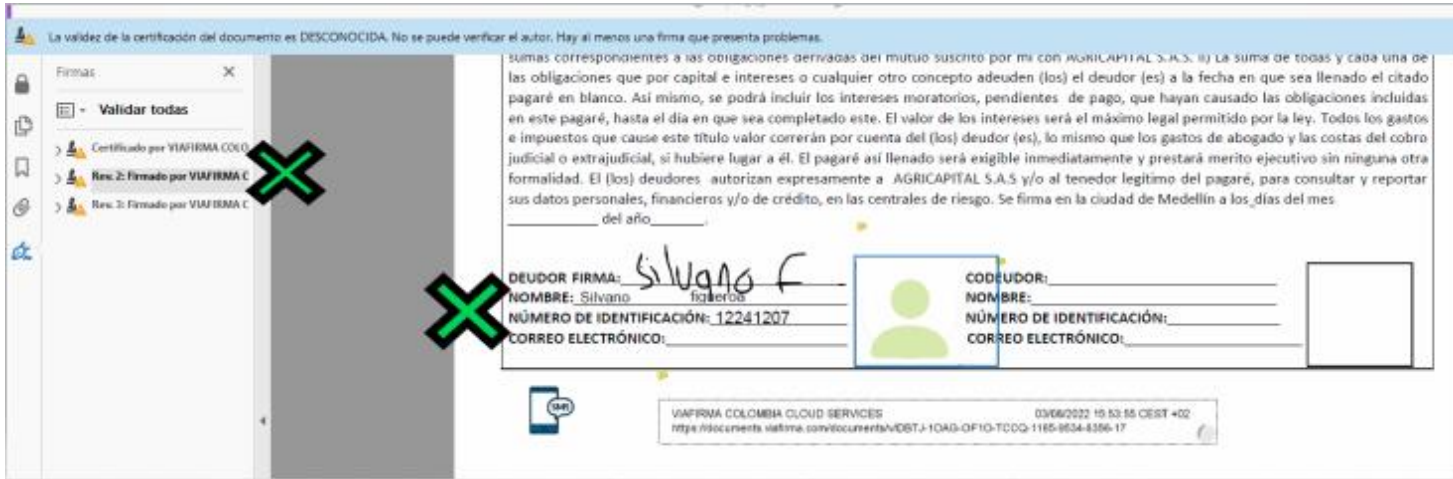 La validez de la certificación del documento es DESCONOCIDA. No se puede verificar el autor. Hay al menos una firma que presenta problemas.
Firmas
Validar todas
Certificado por VIAFIRMA COLO
Rev. 2: Firmado por VIAFIRMA C
Rev. 3: Firmado por VIAFIRMA C
sumas correspondientes a las obligaciones derivadas del mutuo suscrito por mi con AGRICAPITAL S.A.S. II) La suma de todas y cada una de
las obligaciones que por capital e intereses o cualquier otro concepto adeuden (los) el deudor (es) a la fecha en que sea llenado el citado
pagaré en blanco. Asi mismo, se podrá incluir los intereses moratorios, pendientes de pago, que hayan causado las obligaciones incluidas
en este pagaré, hasta el día en que sea completado este. El valor de los intereses será el máximo legal permitido por la ley. Todos los gastos
e impuestos que cause este título valor correrán por cuenta del (los) deudor (es), lo mismo que los gastos de abogado y las costas del cobro
judicial o extrajudicial, si hubiere lugar a él. El pagaré así llenado será exigible inmediatamente y prestará merito ejecutivo sin ninguna otra
formalidad. El (los) deudores autorizan expresamente a AGRICAPITAL S.A.S y/o al tenedor legitimo del pagaré, para consultar y reportar
sus datos personales, financieros y/o de crédito, en las centrales de riesgo. Se firma en la ciudad de Medellín a los_días del mes
__________ del año______.
DEUDOR FIRMA: Silvano F
NOMBRE: Silvano figueroa
NÚMERO DE IDENTIFICACIÓN: 12241207
CORREO ELECTRÓNICO:
CODEUDOR:
NOMBRE:
NÚMERO DE IDENTIFICACIÓN:
CORREO ELECTRÓNICO:
SMS
VIAFIRMA COLOMBIA CLOUD SERVICES
CEST +02